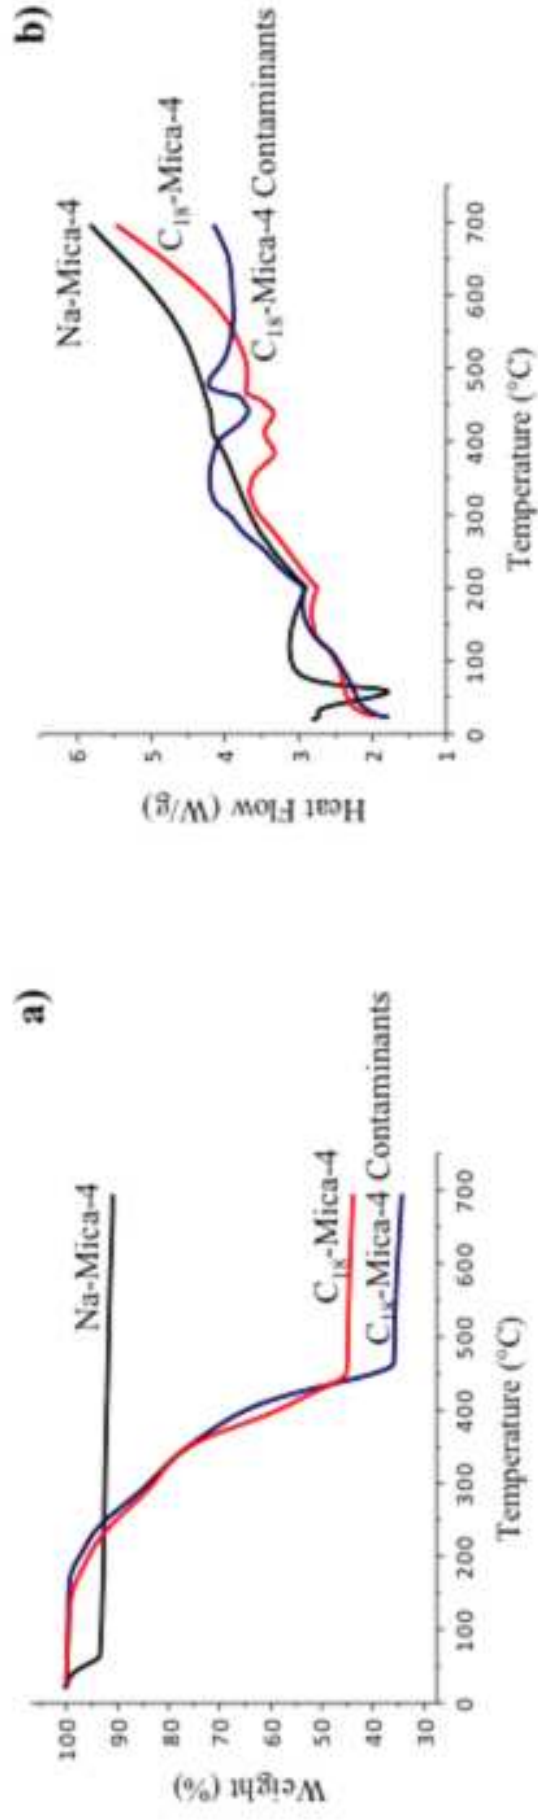 a)
Weight (%)
100
90
80
70
60
50
40
30
Na-Mica-4
C18-Mica-4
C18-Mica-4 Contaminants
0 100 200 300 400 500 600 700
Temperature (°C)
b)
Heat Flow (W/g)
6
5
4
3
2
1
Na-Mica-4
C18-Mica-4
C18-Mica-4 Contaminants
0 100 200 300 400 500 600 700
Temperature (°C)